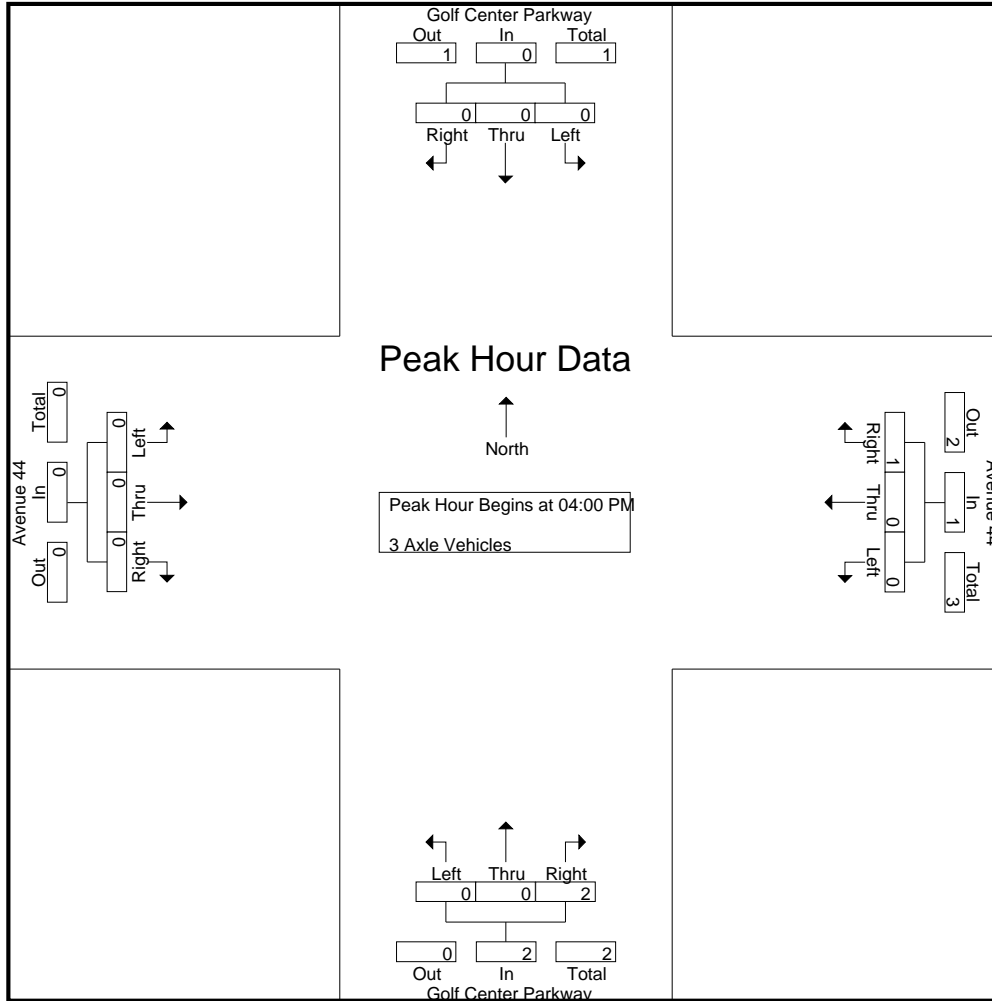 Golf Center Parkway
Out In Total
1 0 1
0 0 0
Right Thru Left
Peak Hour Data
North
Peak Hour Begins at 04:00 PM
3 Axle Vehicles
Avenue 44
Total In Out
0 0 0
0 0 0
Left Thru Right
Avenue 44
Out In Total
2 1 3
1 0 0
Right Thru Left
Left Thru Right
0 0 2
0 2 2
Out In Total
Golf Center Parkway